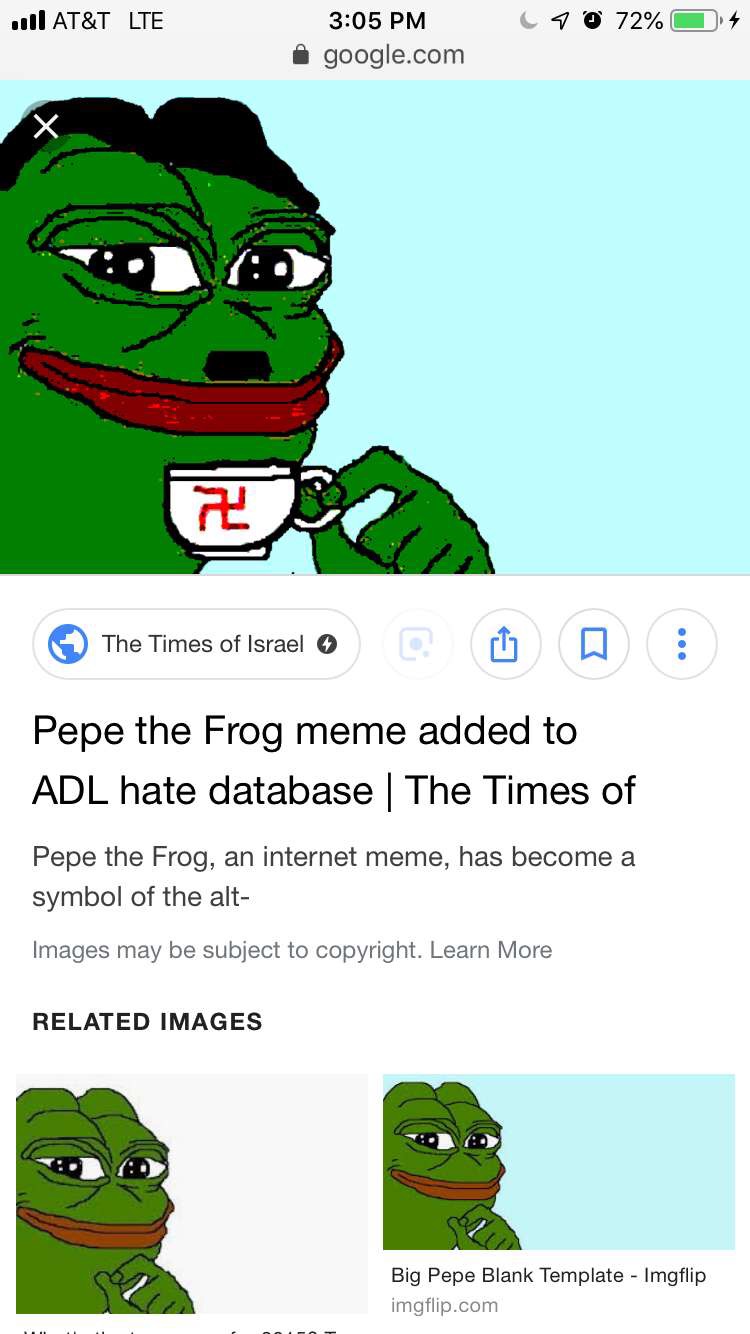 AT&T LTE 3:05 PM 72%
google.com
The Times of Israel
Pepe the Frog meme added to
ADL hate database | The Times of
Pepe the Frog, an internet meme, has become a
symbol of the alt-
Images may be subject to copyright. Learn More
RELATED IMAGES
Big Pepe Blank Template - Imgflip
imgflip.com